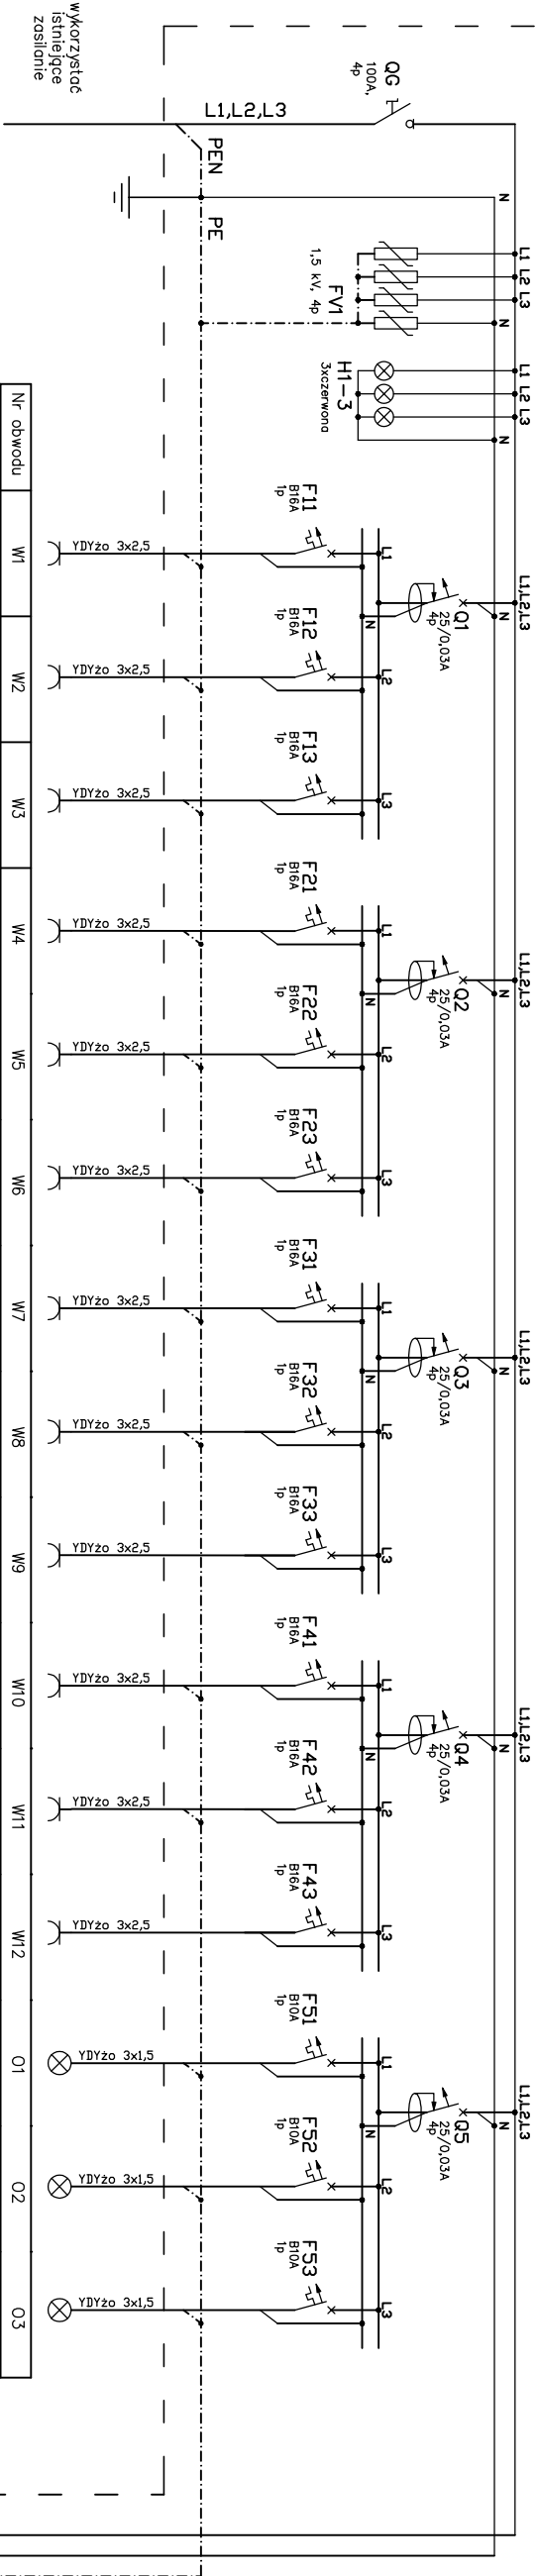 wykorzystać
istniejące
zasilanie
QG
100A,
4p
L1,L2,L3
PEN
PE
N
L1
L2
L3
N
FV1
1,5 kV, 4p
L1
L2
L3
N
H1-3
3xczerwona
L1,L2,L3
N
Q1
25/0,03A
4p
N
L1
F11
B16A
1p
YDYżo 3x2,5
L2
F12
B16A
1p
YDYżo 3x2,5
L3
F13
B16A
1p
YDYżo 3x2,5
L1,L2,L3
N
Q2
25/0,03A
4p
N
L1
F21
B16A
1p
YDYżo 3x2,5
L2
F22
B16A
1p
YDYżo 3x2,5
L3
F23
B16A
1p
YDYżo 3x2,5
L1,L2,L3
N
Q3
25/0,03A
4p
N
L1
F31
B16A
1p
YDYżo 3x2,5
L2
F32
B16A
1p
YDYżo 3x2,5
L3
F33
B16A
1p
YDYżo 3x2,5
L1,L2,L3
N
Q4
25/0,03A
4p
N
L1
F41
B16A
1p
YDYżo 3x2,5
L2
F42
B16A
1p
YDYżo 3x2,5
L3
F43
B16A
1p
YDYżo 3x2,5
L1,L2,L3
N
Q5
25/0,03A
4p
N
L1
F51
B10A
1p
YDYżo 3x1,5
L2
F52
B10A
1p
YDYżo 3x1,5
L3
F53
B10A
1p
YDYżo 3x1,5
Nr obwodu W1 W2 W3 W4 W5 W6 W7 W8 W9 W10 W11 W12 O1 O2 O3